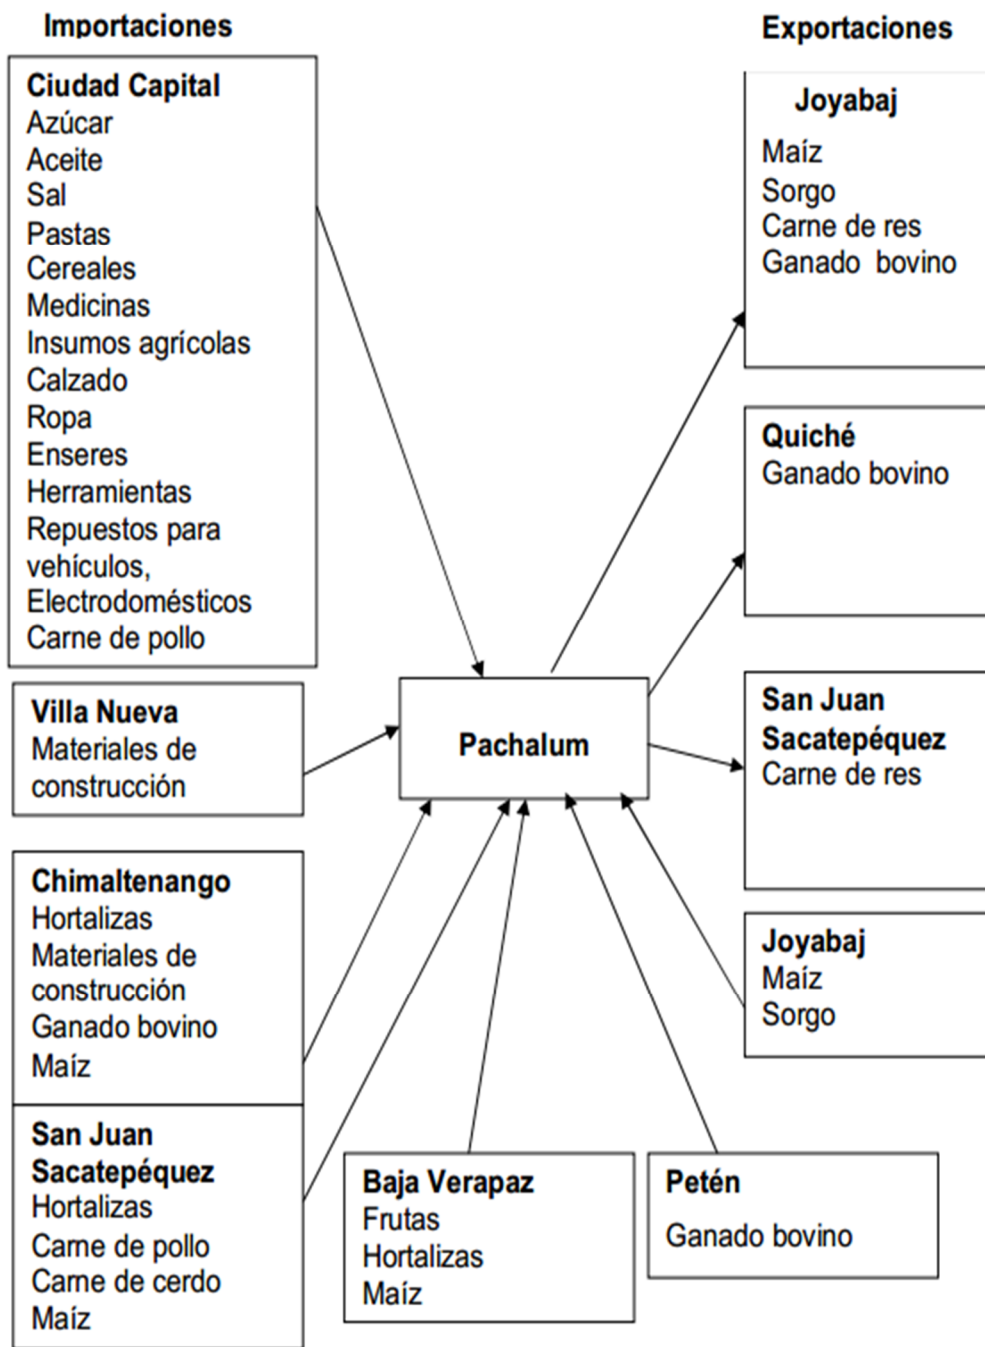 Importaciones
Ciudad Capital
Azúcar
Aceite
Sal
Pastas
Cereales
Medicinas
Insumos agrícolas
Calzado
Ropa
Enseres
Herramientas
Repuestos para
vehículos,
Electrodomésticos
Carne de pollo
Villa Nueva
Materiales de
construcción
Chimaltenango
Hortalizas
Materiales de
construcción
Ganado bovino
Maíz
San Juan
Sacatepéquez
Hortalizas
Carne de pollo
Carne de cerdo
Maíz
Pachalum
Baja Verapaz
Frutas
Hortalizas
Maíz
Petén
Ganado bovino
Exportaciones
Joyabaj
Maíz
Sorgo
Carne de res
Ganado bovino
Quiché
Ganado bovino
San Juan
Sacatepéquez
Carne de res
Joyabaj
Maíz
Sorgo